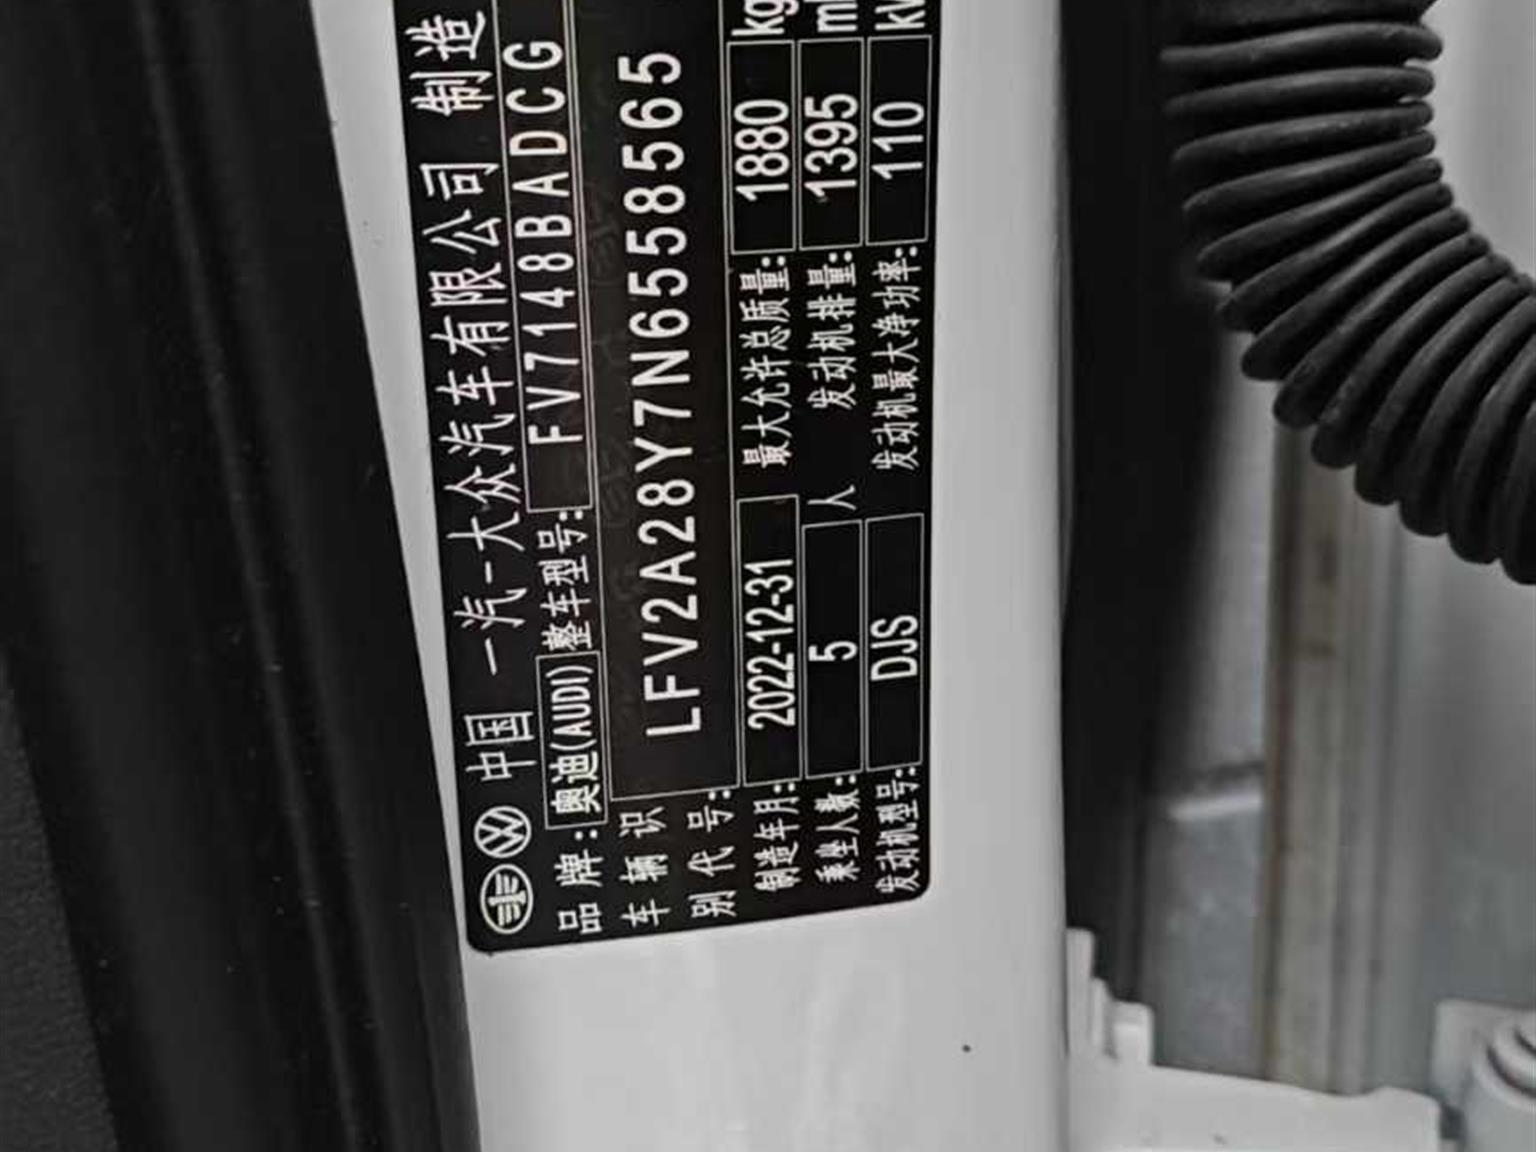 中国 一汽-大众汽车有限公司 制造
品牌: 奥迪(AUDI) 整车型号: FV7148BADCG
车辆识别代号: LFV2A28Y7N6558565
制造年月: 2022-12-31 最大允许总质量: 1880 kg
乘坐人数: 5 人 发动机排量: 1395 ml
发动机型号: DJS 发动机最大净功率: 110 kW